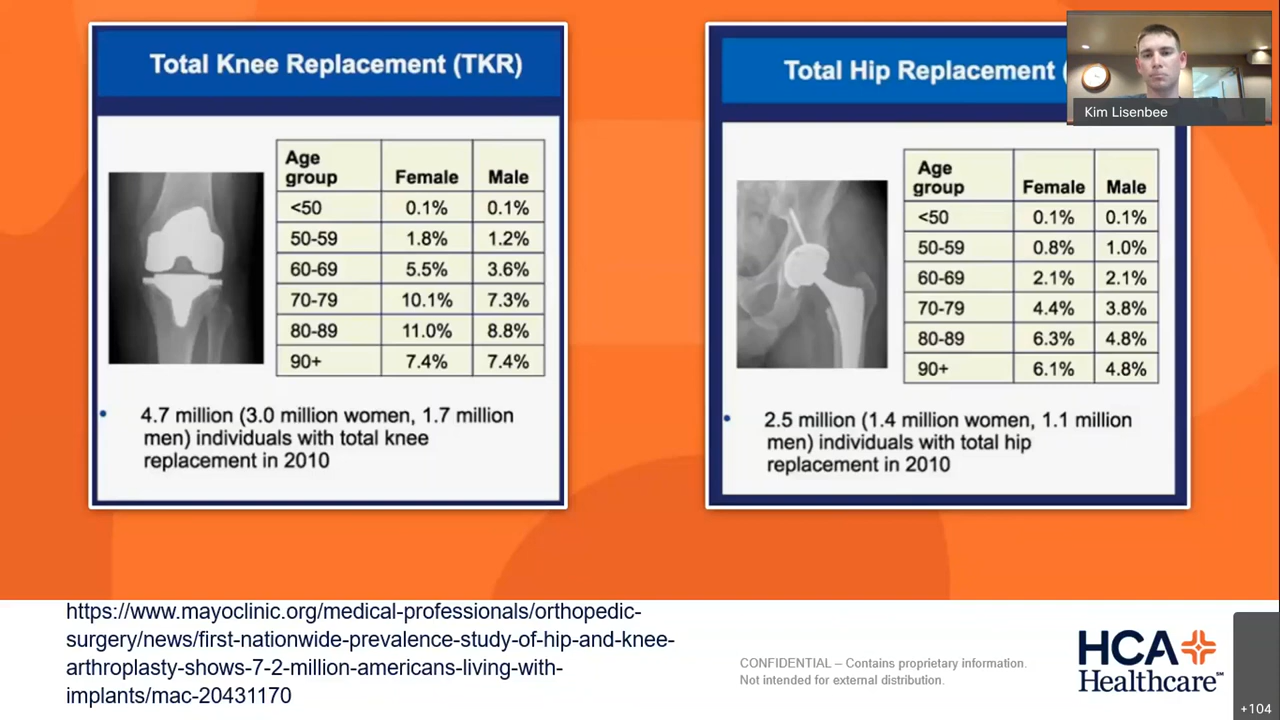 Total Knee Replacement (TKR)
Age group Female Male
<50 0.1% 0.1%
50-59 1.8% 1.2%
60-69 5.5% 3.6%
70-79 10.1% 7.3%
80-89 11.0% 8.8%
90+ 7.4% 7.4%
• 4.7 million (3.0 million women, 1.7 million
men) individuals with total knee
replacement in 2010
Total Hip Replacement (
Age group Female Male
<50 0.1% 0.1%
50-59 0.8% 1.0%
60-69 2.1% 2.1%
70-79 4.4% 3.8%
80-89 6.3% 4.8%
90+ 6.1% 4.8%
• 2.5 million (1.4 million women, 1.1 million
men) individuals with total hip
replacement in 2010
Kim Lisenbee
https://www.mayoclinic.org/medical-professionals/orthopedic-
surgery/news/first-nationwide-prevalence-study-of-hip-and-knee-
arthroplasty-shows-7-2-million-americans-living-with-
implants/mac-20431170
CONFIDENTIAL – Contains proprietary information.
Not intended for external distribution.
HCA
Healthcare℠
+104